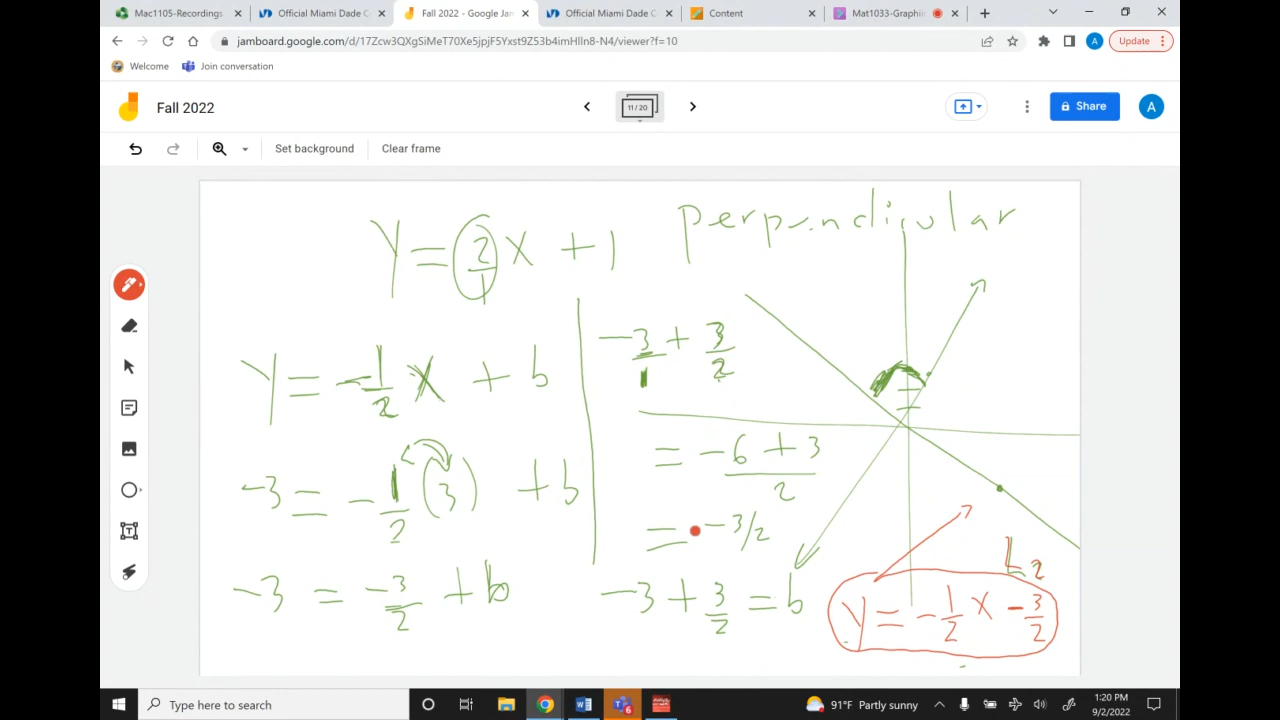 Mac1105-Recordings
Official Miami Dade C
Fall 2022 - Google Jam
Official Miami Dade C
Content
Mat1033-Graphi
jamboard.google.com/d/17Zcw3QXgSiMeT70Xe5jpjF5Yxst9Z53b4imHlln8-N4/viewer?f=10
A
Update
Welcome
Join conversation
Fall 2022
11/20
Share
A
Set background
Clear frame
Y = 2/1 X + 1
perpendicular
Y = -1/2 X + b
-3/1 + 3/2
-3 = -1/2 (3) + b
= -6 + 3 / 2
= -3/2
-3 = -3/2 + b
-3 + 3/2 = b
L2
Y = -1/2 X - 3/2
Type here to search
6
91°F Partly sunny
1:20 PM
9/2/2022